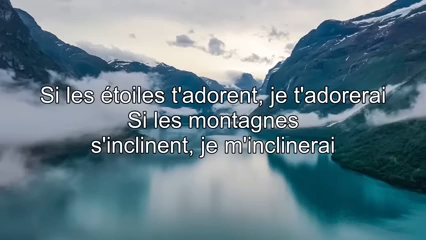 Si les étoiles t'adorent, je t'adorerai
Si les montagnes
s'inclinent, je m'inclinerai